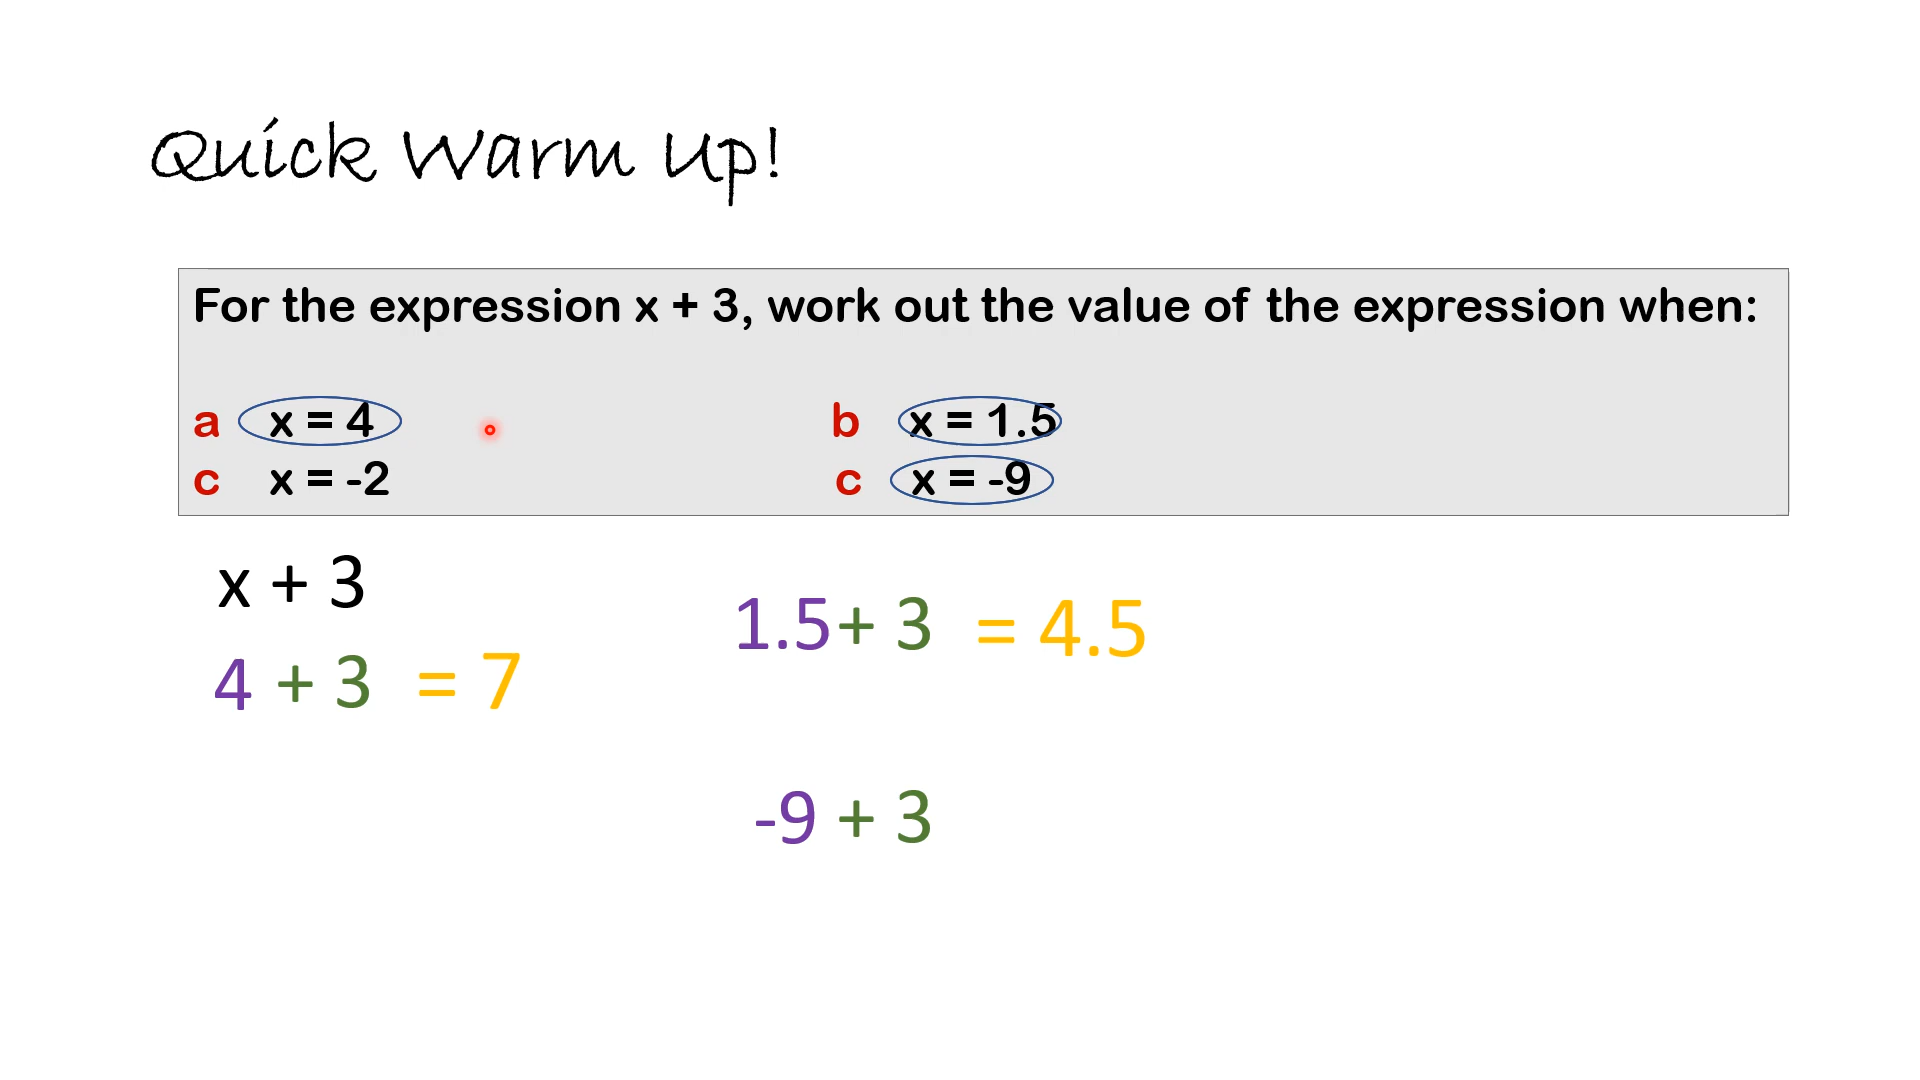 Quick Warm Up!
For the expression x + 3, work out the value of the expression when:
a x = 4 b x = 1.5
c x = -2 c x = -9
x + 3
1.5+ 3 = 4.5
4 + 3 = 7
-9 + 3